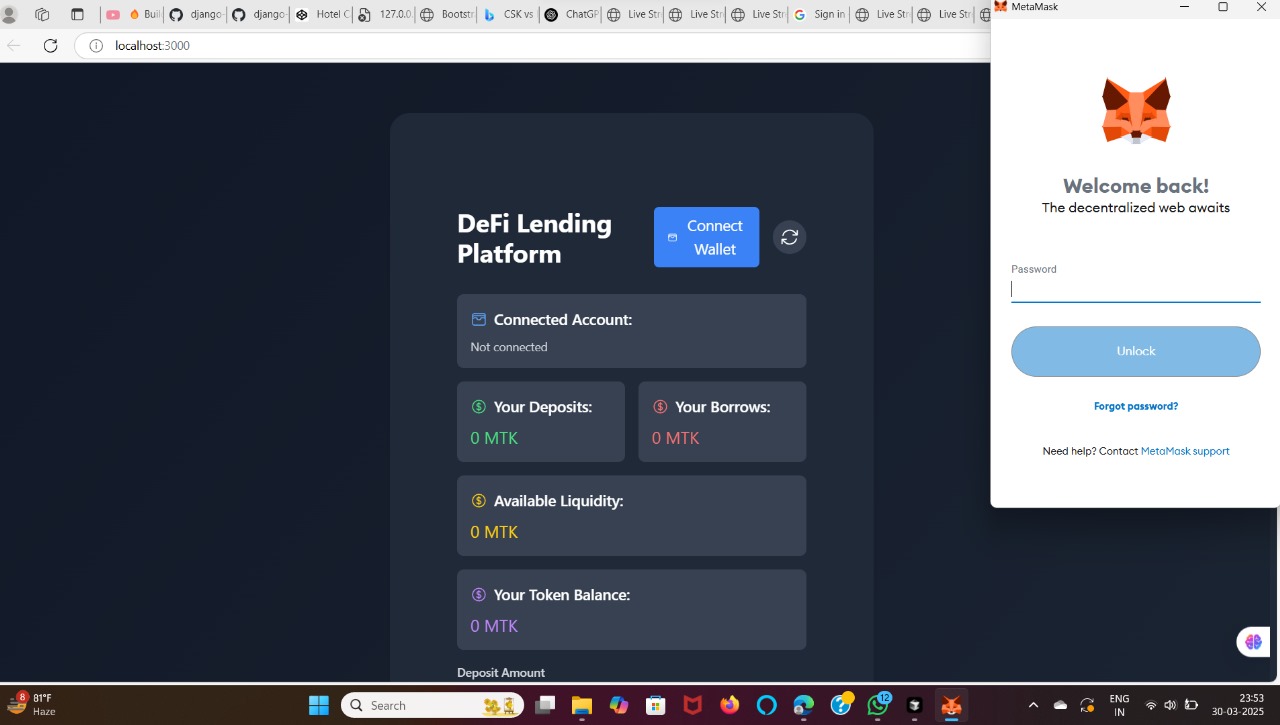 Buil
django-
django-
Hotel C
127.0.0.
Bootstr
CSK vs
ChatGP
Live Str
Live Str
Live Str
Sign in
Live Str
Live Str
MetaMask
localhost:3000
Welcome back!
The decentralized web awaits
Password
Unlock
Forgot password?
Need help? Contact MetaMask support
DeFi Lending
Platform
Connect
Wallet
Connected Account:
Not connected
Your Deposits:
0 MTK
Your Borrows:
0 MTK
Available Liquidity:
0 MTK
Your Token Balance:
0 MTK
Deposit Amount
8
81°F
Haze
Search
12
ENG
IN
23:53
30-03-2025